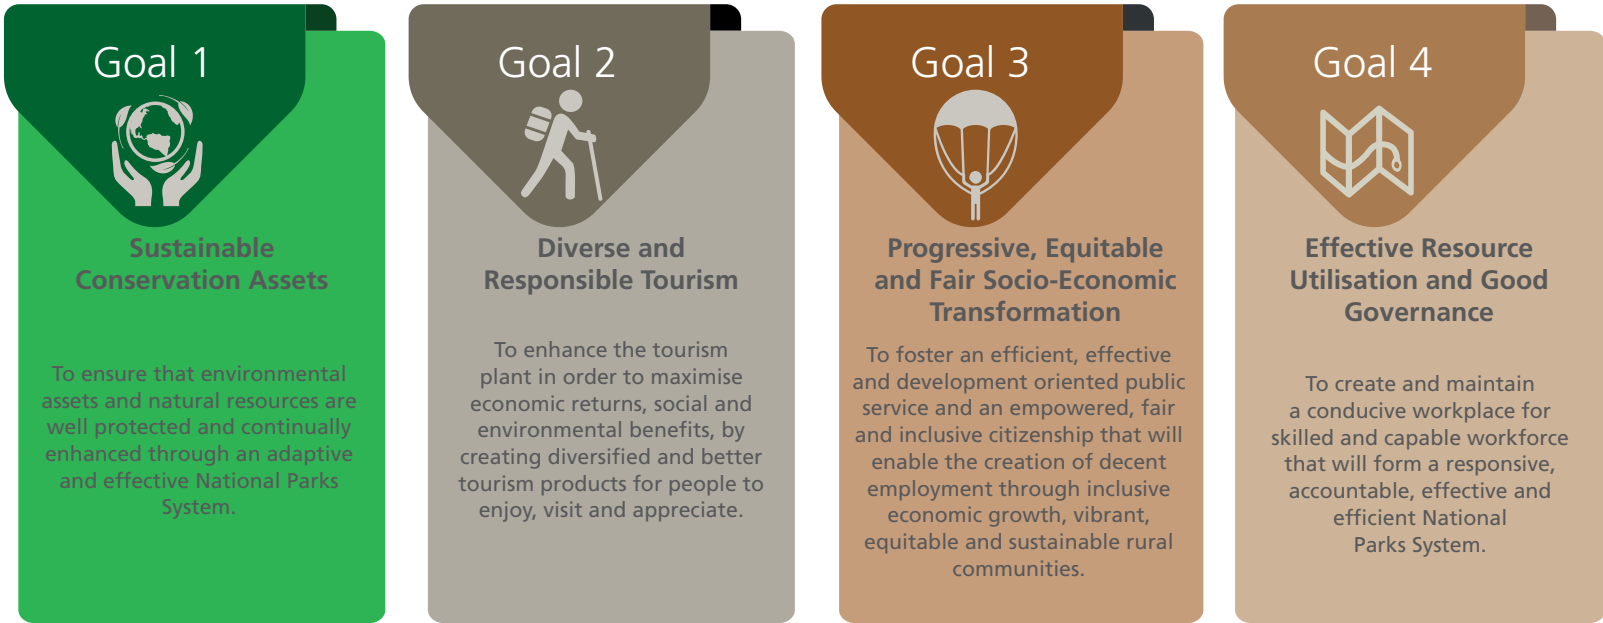 Goal 1
Sustainable
Conservation Assets
To ensure that environmental
assets and natural resources are
well protected and continually
enhanced through an adaptive
and effective National Parks
System.
Goal 2
Diverse and
Responsible Tourism
To enhance the tourism
plant in order to maximise
economic returns, social and
environmental benefits, by
creating diversified and better
tourism products for people to
enjoy, visit and appreciate.
Goal 3
Progressive, Equitable
and Fair Socio-Economic
Transformation
To foster an efficient, effective
and development oriented public
service and an empowered, fair
and inclusive citizenship that will
enable the creation of decent
employment through inclusive
economic growth, vibrant,
equitable and sustainable rural
communities.
Goal 4
Effective Resource
Utilisation and Good
Governance
To create and maintain
a conducive workplace for
skilled and capable workforce
that will form a responsive,
accountable, effective and
efficient National
Parks System.